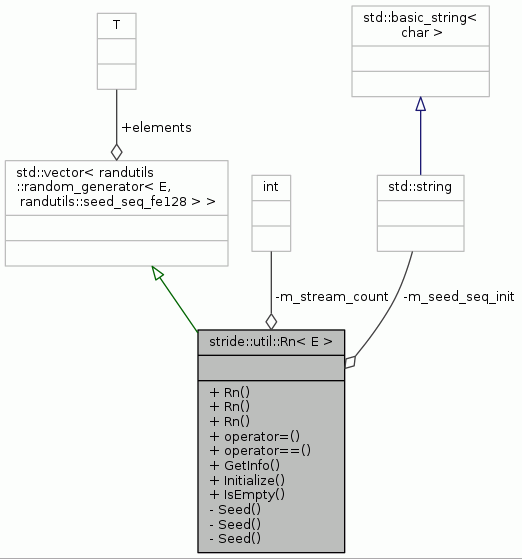 T
std::basic_string<
char >
+elements
std::vector< randutils
::random_generator< E,
randutils::seed_seq_fe128 > >
int
std::string
-m_stream_count
-m_seed_seq_init
stride::util::Rn< E >
+ Rn()
+ Rn()
+ Rn()
+ operator=()
+ operator==()
+ GetInfo()
+ Initialize()
+ IsEmpty()
- Seed()
- Seed()
- Seed()